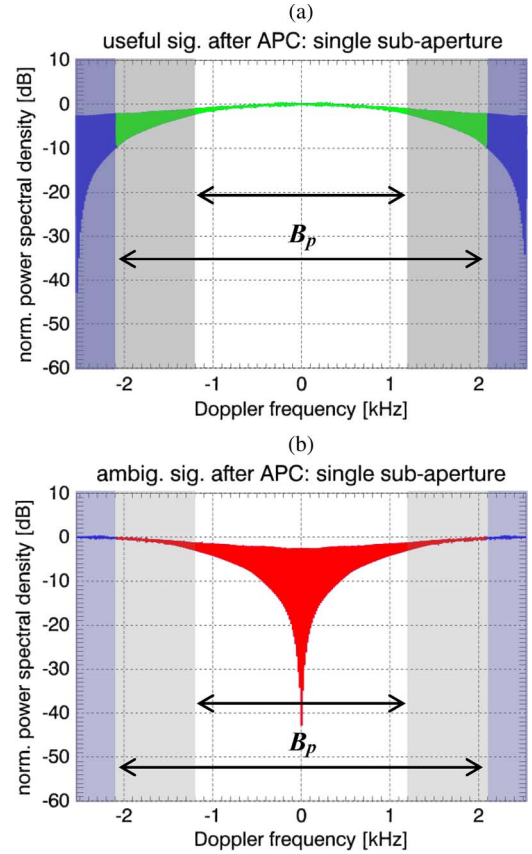 (a)
useful sig. after APC: single sub-aperture
norm. power spectral density [dB]
10
0
-10
-20
-30
-40
-50
-60
Bp
-2 -1 0 1 2
Doppler frequency [kHz]
(b)
ambig. sig. after APC: single sub-aperture
norm. power spectral density [dB]
10
0
-10
-20
-30
-40
-50
-60
Bp
-2 -1 0 1 2
Doppler frequency [kHz]